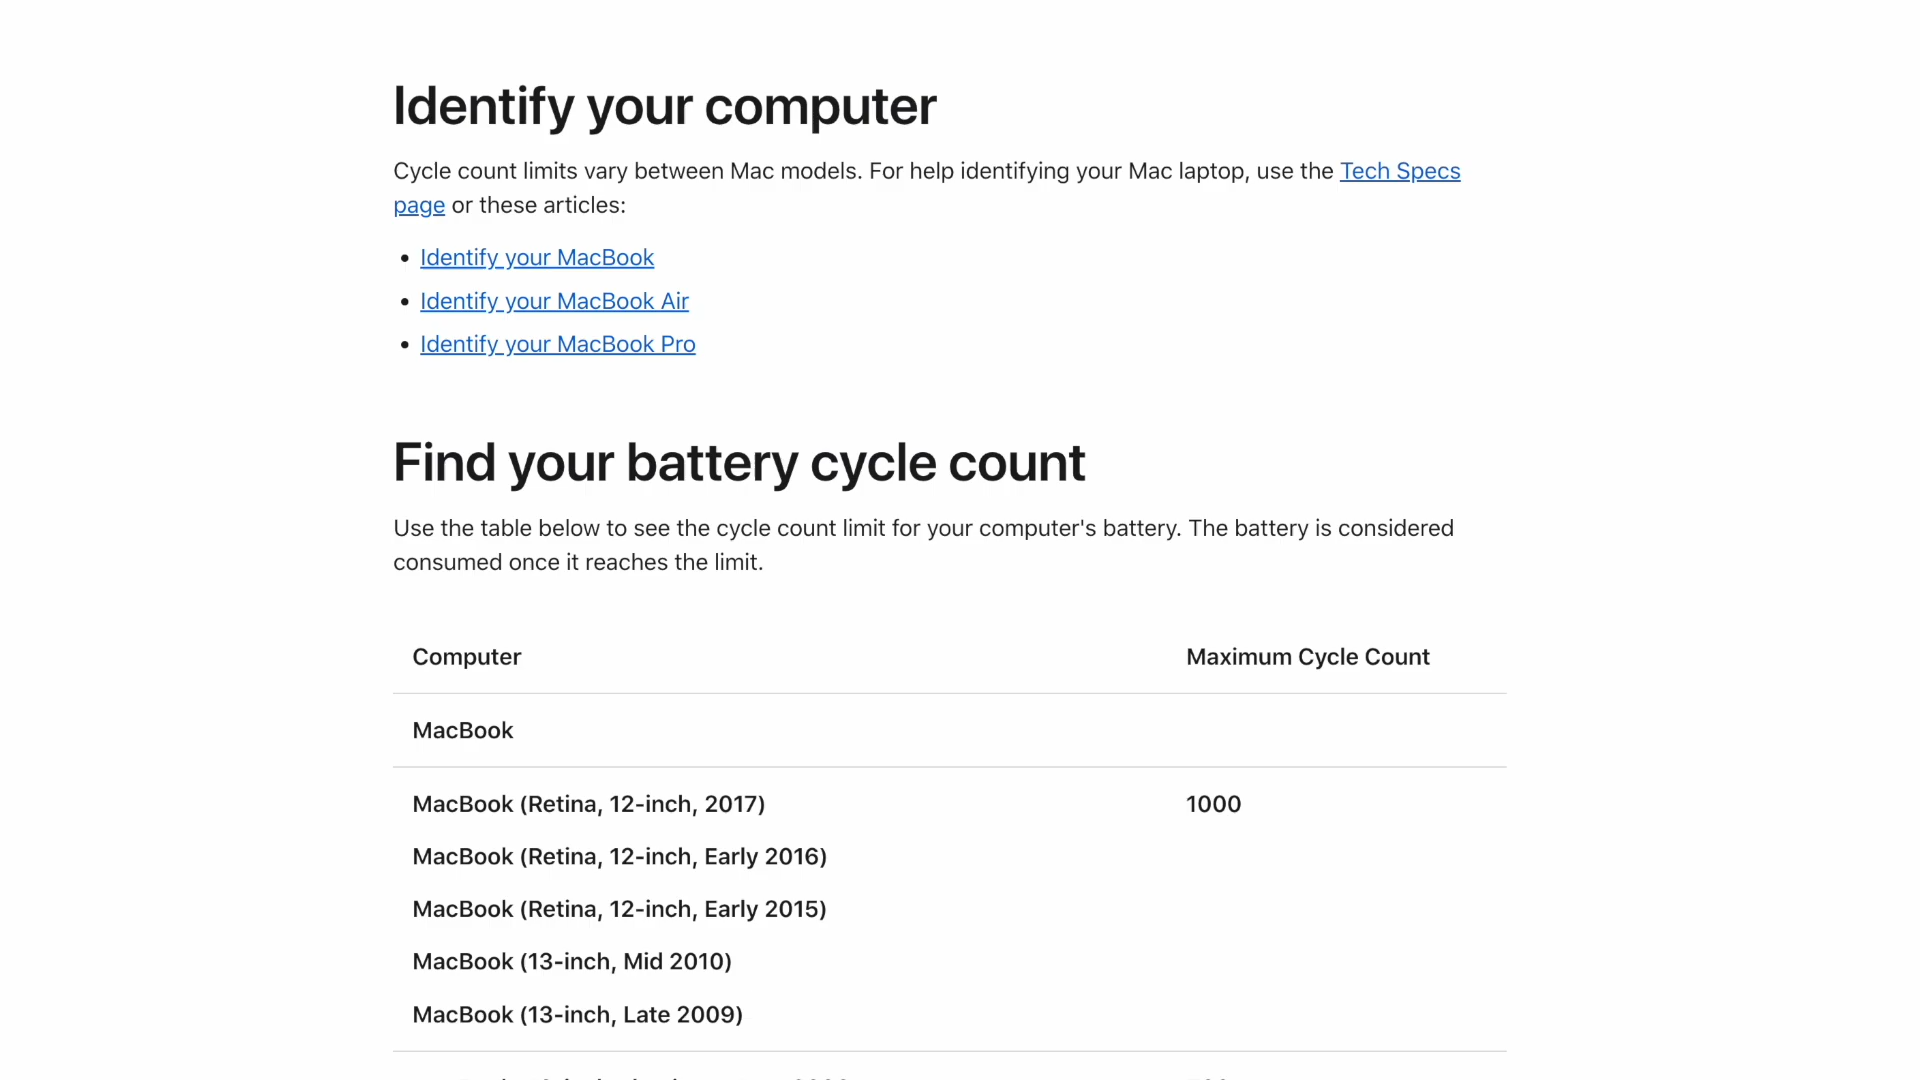 Identify your computer
Cycle count limits vary between Mac models. For help identifying your Mac laptop, use the Tech Specs
page or these articles:
• Identify your MacBook
• Identify your MacBook Air
• Identify your MacBook Pro
Find your battery cycle count
Use the table below to see the cycle count limit for your computer's battery. The battery is considered
consumed once it reaches the limit.
Computer Maximum Cycle Count
MacBook
MacBook (Retina, 12-inch, 2017) 1000
MacBook (Retina, 12-inch, Early 2016)
MacBook (Retina, 12-inch, Early 2015)
MacBook (13-inch, Mid 2010)
MacBook (13-inch, Late 2009)